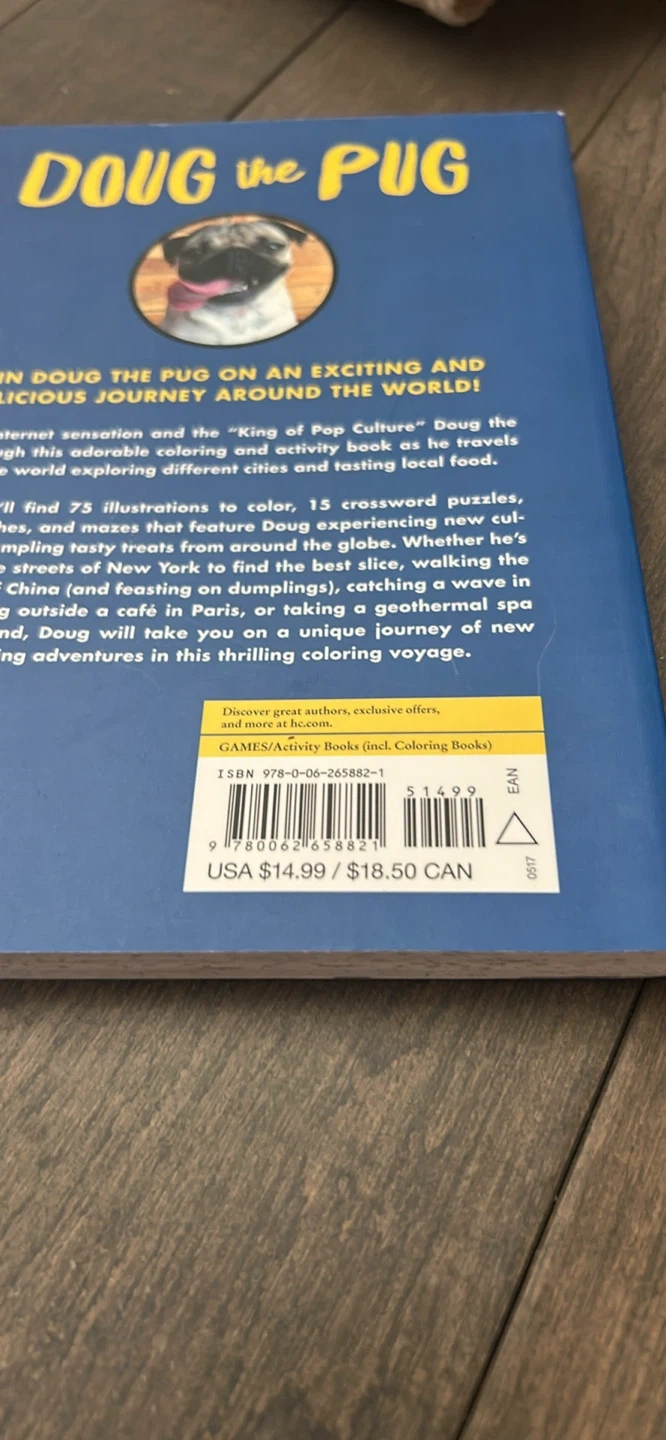 DOUG the PUG
IN DOUG THE PUG ON AN EXCITING AND
LICIOUS JOURNEY AROUND THE WORLD!
nternet sensation and the “King of Pop Culture” Doug the
ugh this adorable coloring and activity book as he travels
e world exploring different cities and tasting local food.
’ll find 75 illustrations to color, 15 crossword puzzles,
hes, and mazes that feature Doug experiencing new cul-
mpling tasty treats from around the globe. Whether he’s
e streets of New York to find the best slice, walking the
f China (and feasting on dumplings), catching a wave in
g outside a café in Paris, or taking a geothermal spa
nd, Doug will take you on a unique journey of new
ing adventures in this thrilling coloring voyage.
Discover great authors, exclusive offers,
and more at hc.com.
GAMES/Activity Books (incl. Coloring Books)
ISBN 978-0-06-265882-1
51499
EAN
9 780062 658821
0517
USA $14.99 / $18.50 CAN